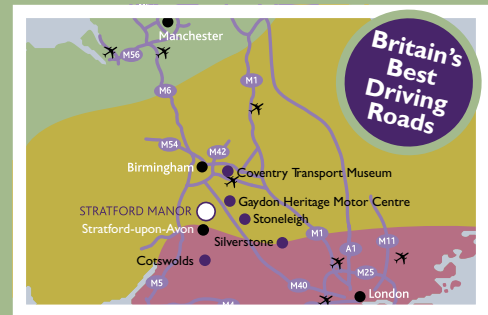 Manchester
M56
M6
M1
Britain's
Best
Driving
Roads
M54
M42
Birmingham
Coventry Transport Museum
Gaydon Heritage Motor Centre
STRATFORD MANOR
Stoneleigh
Stratford-upon-Avon
M1
Silverstone
A1
M11
Cotswolds
M25
M5
M40
London